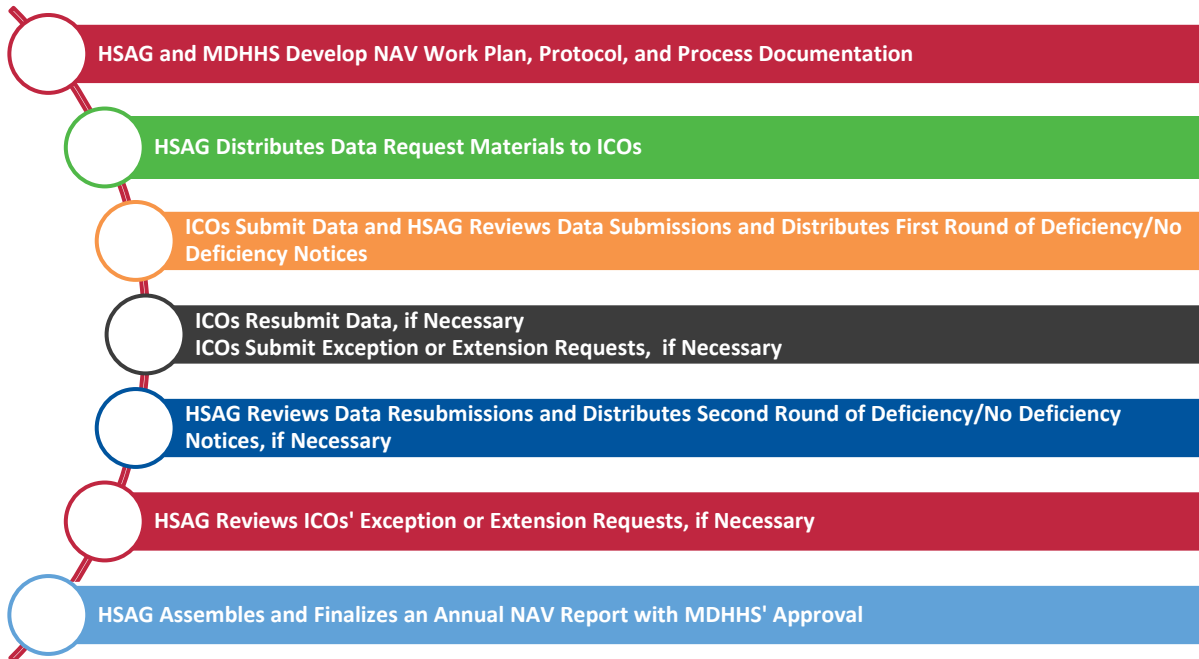 HSAG and MDHHS Develop NAV Work Plan, Protocol, and Process Documentation
HSAG Distributes Data Request Materials to ICOs
ICOs Submit Data and HSAG Reviews Data Submissions and Distributes First Round of Deficiency/No
Deficiency Notices
ICOs Resubmit Data, if Necessary
ICOs Submit Exception or Extension Requests,  if Necessary
HSAG Reviews Data Resubmissions and Distributes Second Round of Deficiency/No Deficiency
Notices, if Necessary
HSAG Reviews ICOs' Exception or Extension Requests, if Necessary
HSAG Assembles and Finalizes an Annual NAV Report with MDHHS' Approval